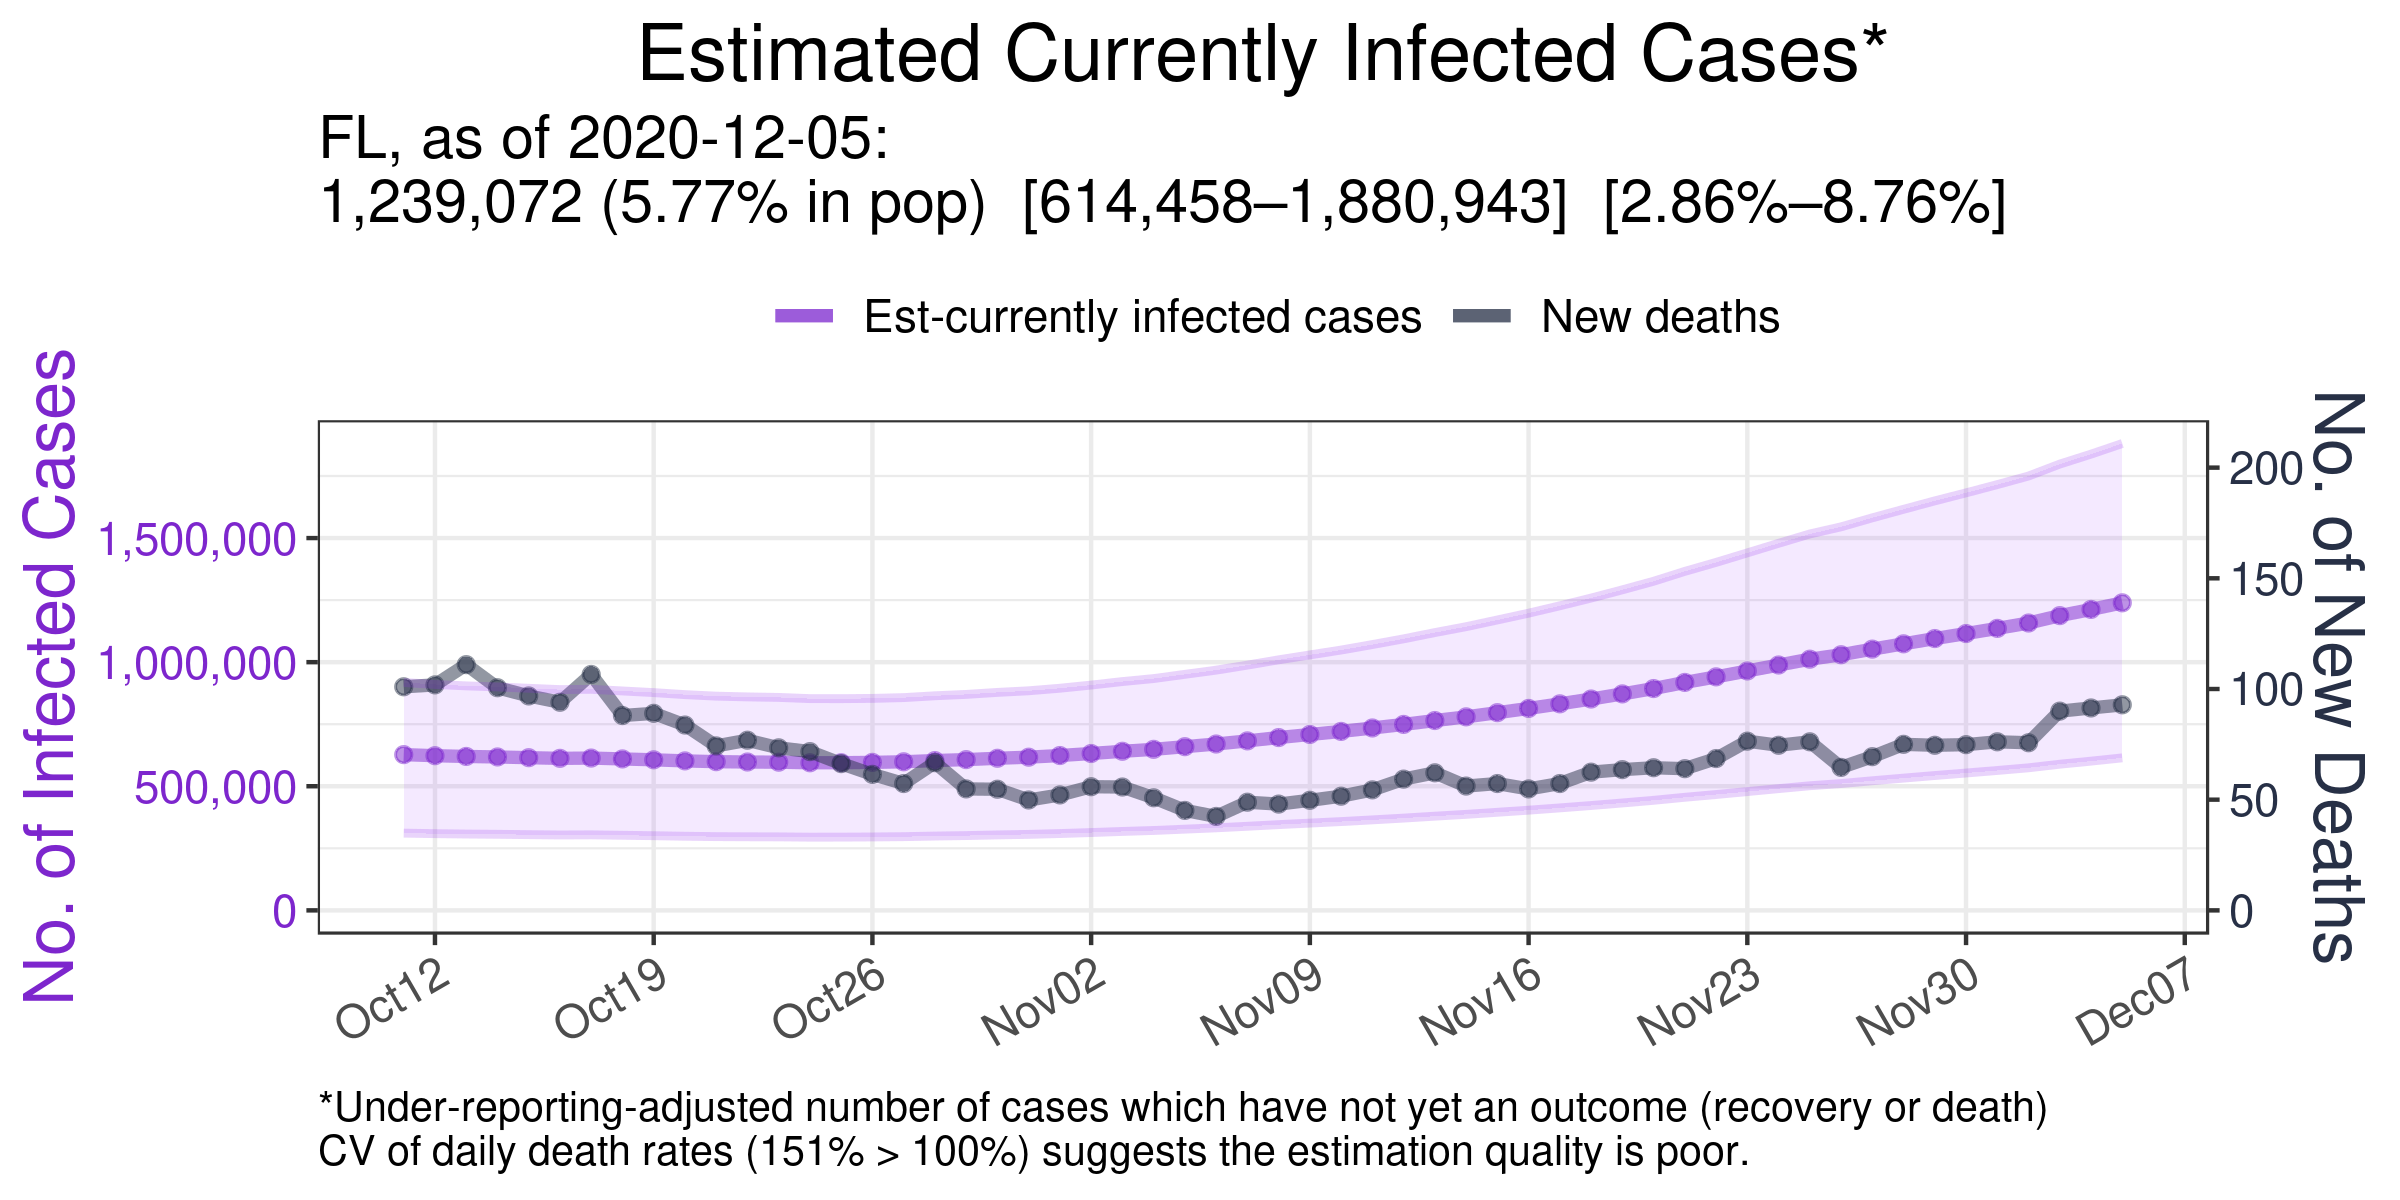 Estimated Currently Infected Cases*
FL, as of 2020-12-05:
1,239,072 (5.77% in pop) [614,458–1,880,943] [2.86%–8.76%]
Est-currently infected cases
New deaths
No. of Infected Cases
1,500,000
1,000,000
500,000
0
200
150
100
50
0
No. of New Deaths
Oct12
Oct19
Oct26
Nov02
Nov09
Nov16
Nov23
Nov30
Dec07
*Under-reporting-adjusted number of cases which have not yet an outcome (recovery or death)
CV of daily death rates (151% > 100%) suggests the estimation quality is poor.